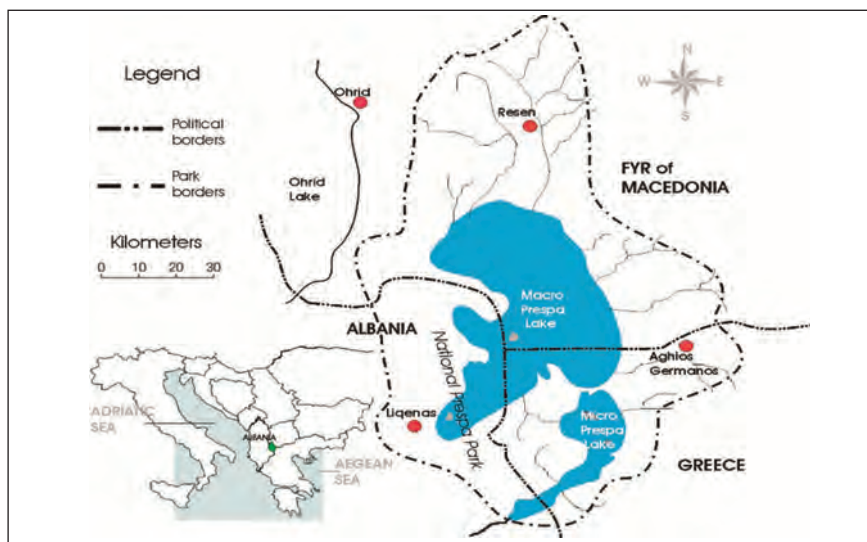 Legend
Political
borders
Park
borders
Kilometers
0 10 20 30
Ohrid
Ohrid
Lake
Resen
N
W E
S
FYR of
MACEDONIA
Macro
Prespa
Lake
ALBANIA
National Prespa Park
Aghios
Germanos
Liqenas
Micro
Prespa
Lake
GREECE
ADRIATIC
SEA
ALBANIA
AEGEAN
SEA